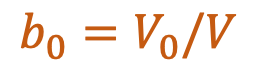 b₀ = V₀/V